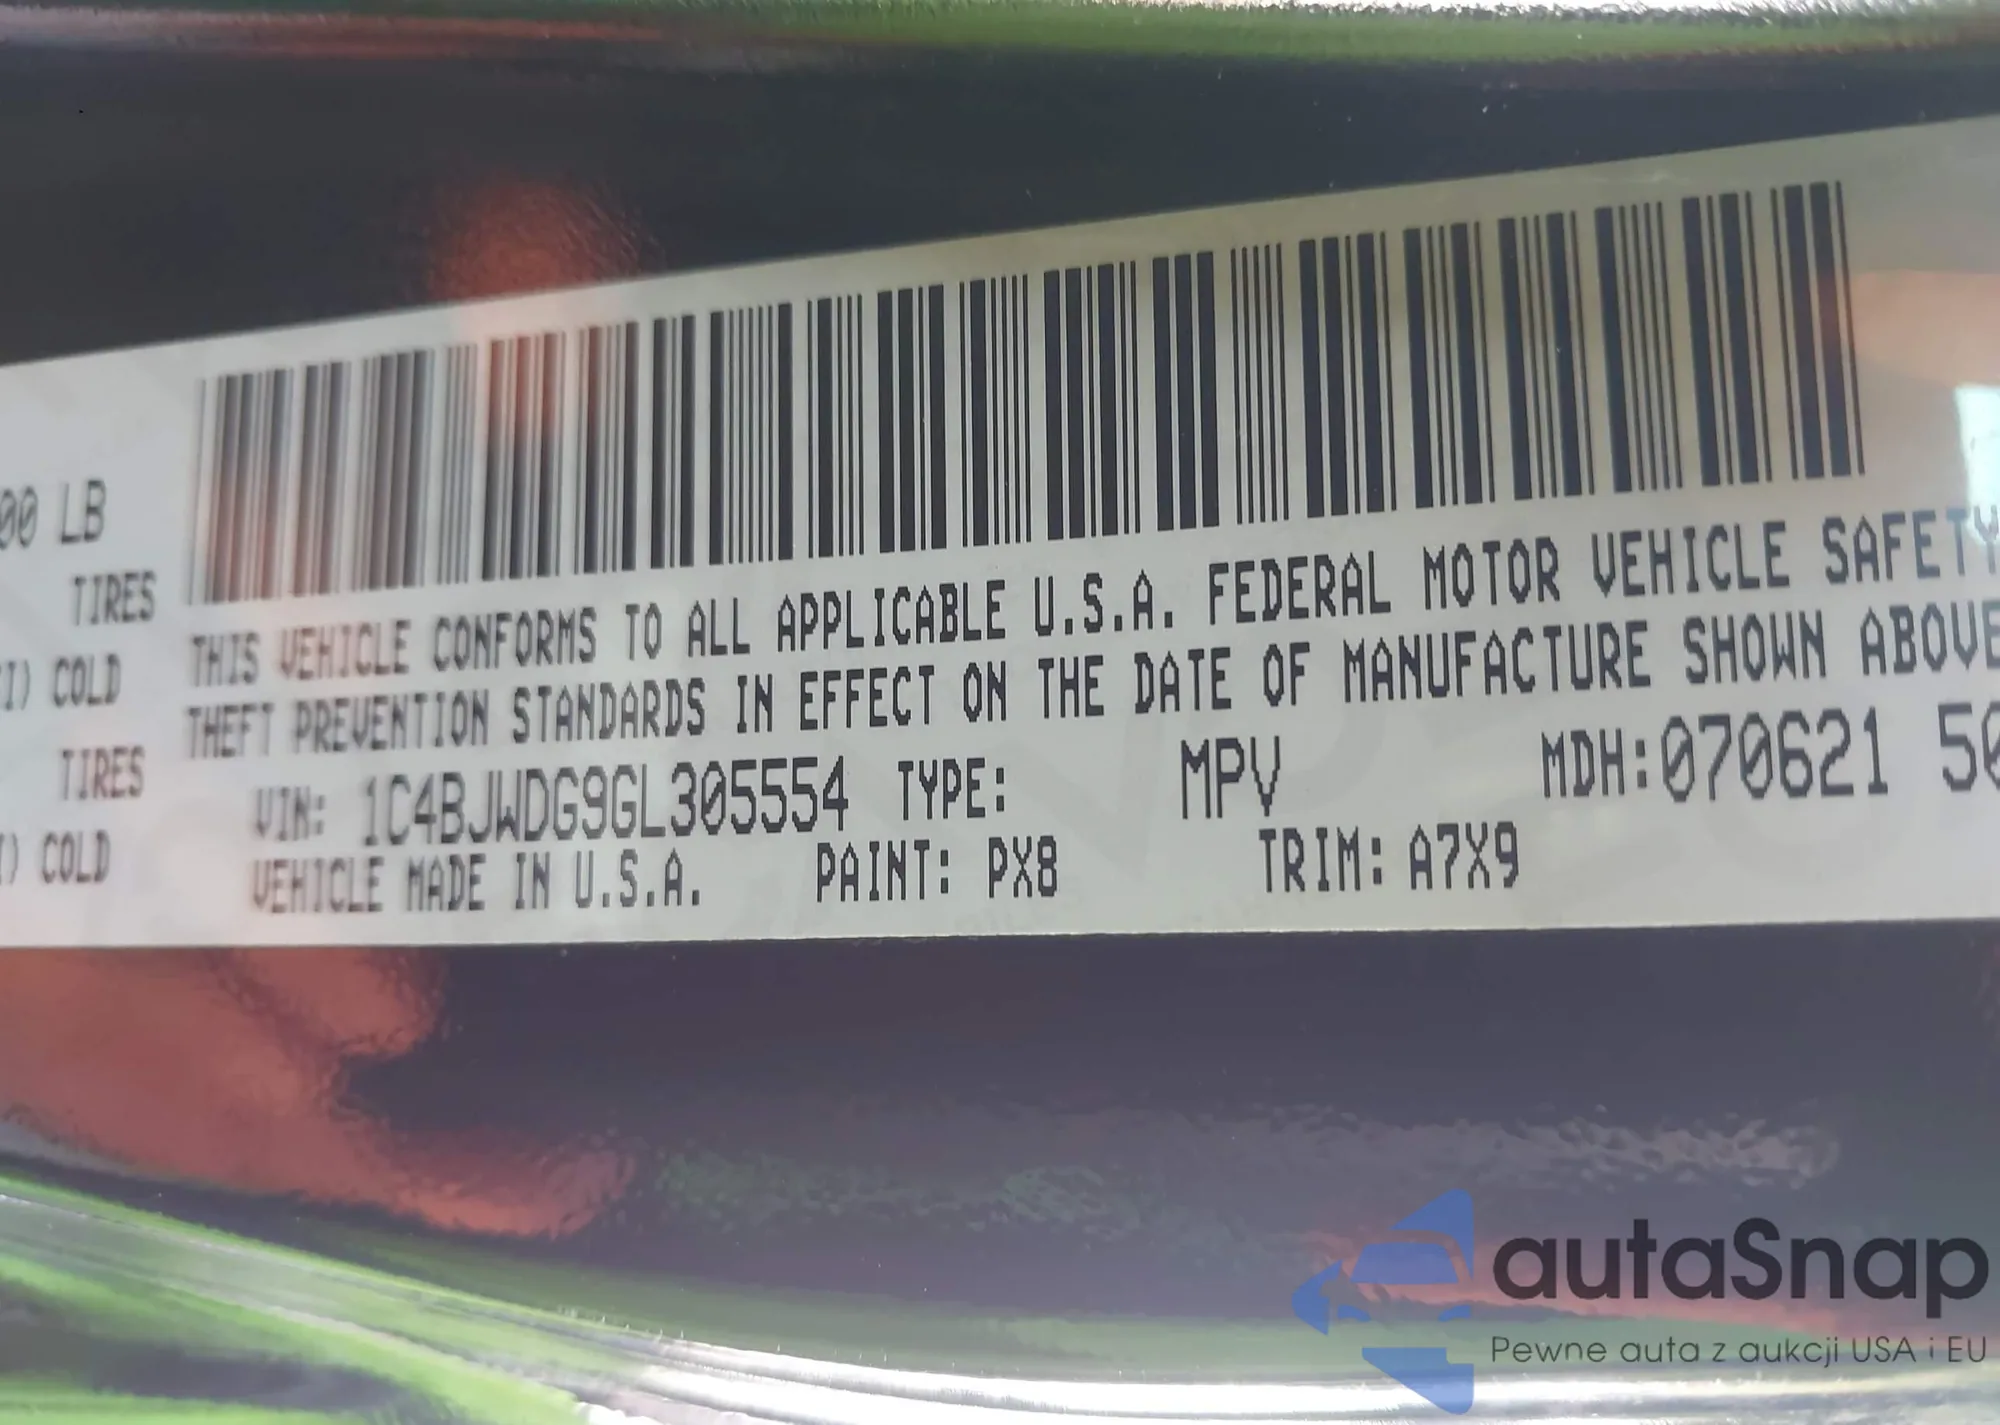 00 LB
TIRES
THIS VEHICLE CONFORMS TO ALL APPLICABLE U.S.A. FEDERAL MOTOR VEHICLE SAFETY
I) COLD
THEFT PREVENTION STANDARDS IN EFFECT ON THE DATE OF MANUFACTURE SHOWN ABOVE
TIRES
VIN: 1C4BJWDG9GL305554 TYPE: MPV MDH:070621 50
I) COLD
VEHICLE MADE IN U.S.A. PAINT: PX8 TRIM: A7X9
autaSnap
Pewne auta z aukcji USA i EU